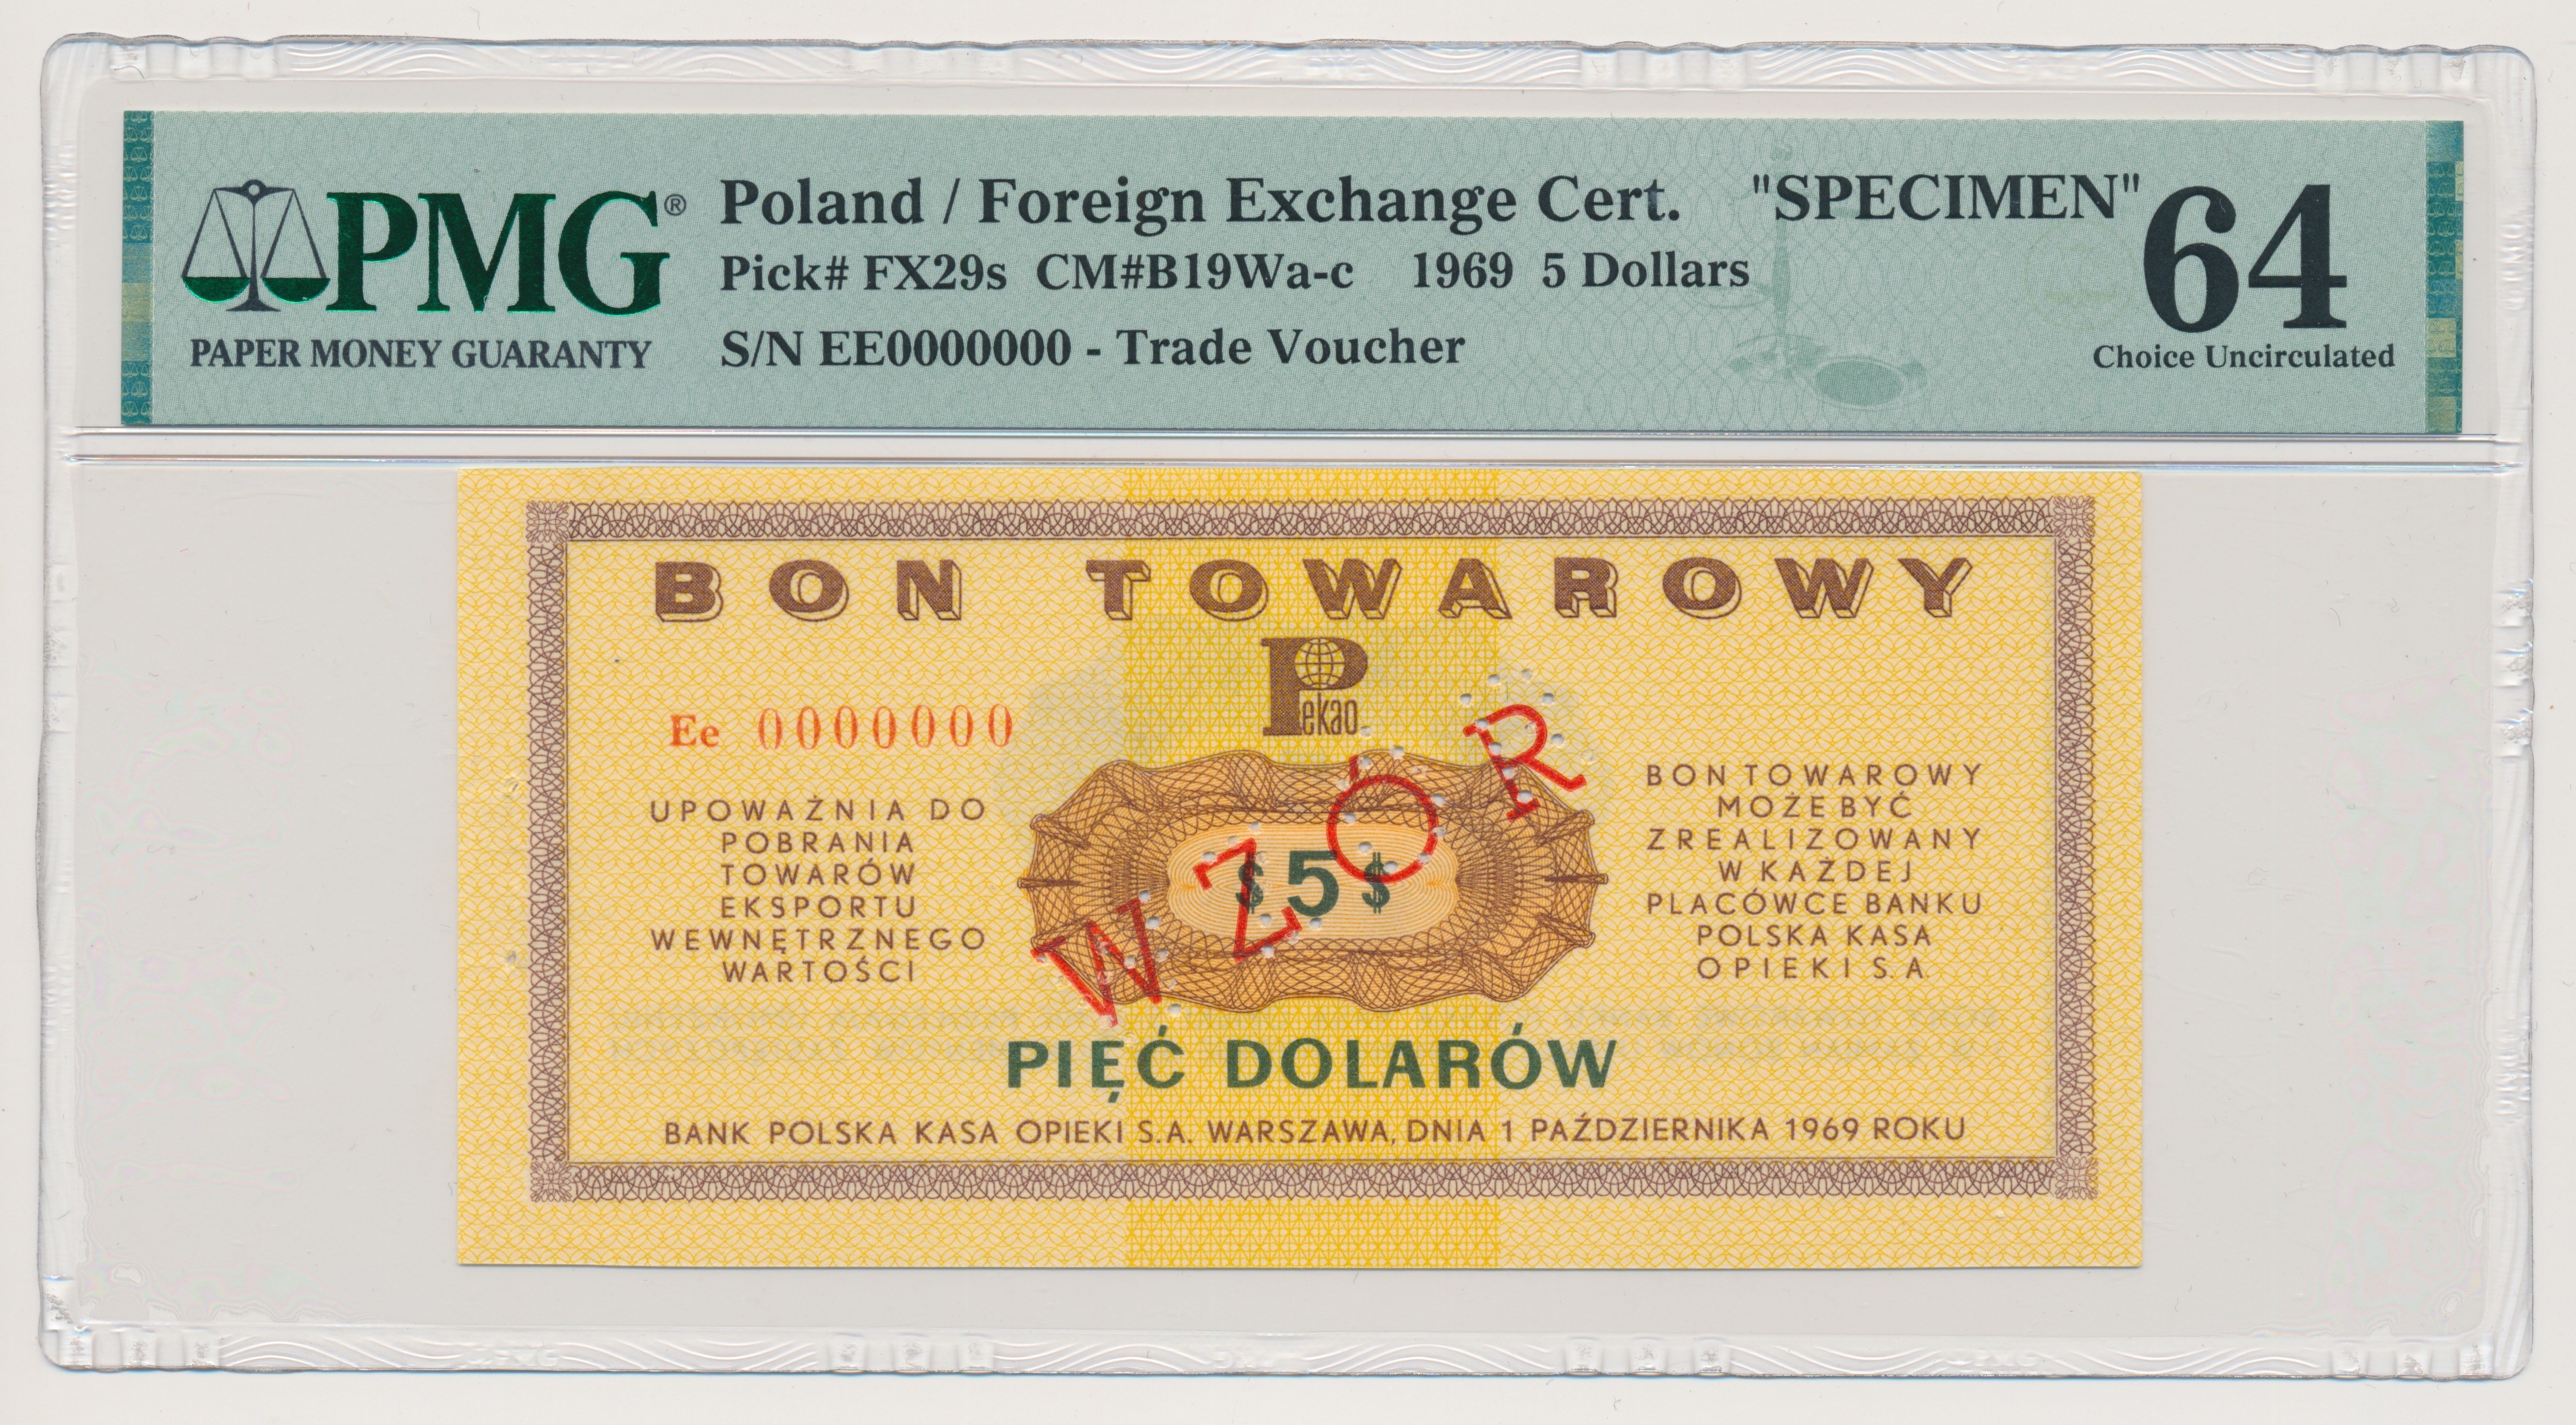 PMG®
PAPER MONEY GUARANTY
Poland / Foreign Exchange Cert. "SPECIMEN"
Pick# FX29s CM#B19Wa-c 1969 5 Dollars
S/N EE0000000 - Trade Voucher
64
Choice Uncirculated
BON TOWAROWY
Pekao
Ee 0000000
UPOWAŻNIA DO
POBRANIA
TOWARÓW
EKSPORTU
WEWNĘTRZNEGO
WARTOŚCI
$5$
WZÓR
BON TOWAROWY
MOŻE BYĆ
ZREALIZOWANY
W KAŻDEJ
PLACÓWCE BANKU
POLSKA KASA
OPIEKI S.A
PIĘĆ DOLARÓW
BANK POLSKA KASA OPIEKI S.A. WARSZAWA, DNIA 1 PAŹDZIERNIKA 1969 ROKU